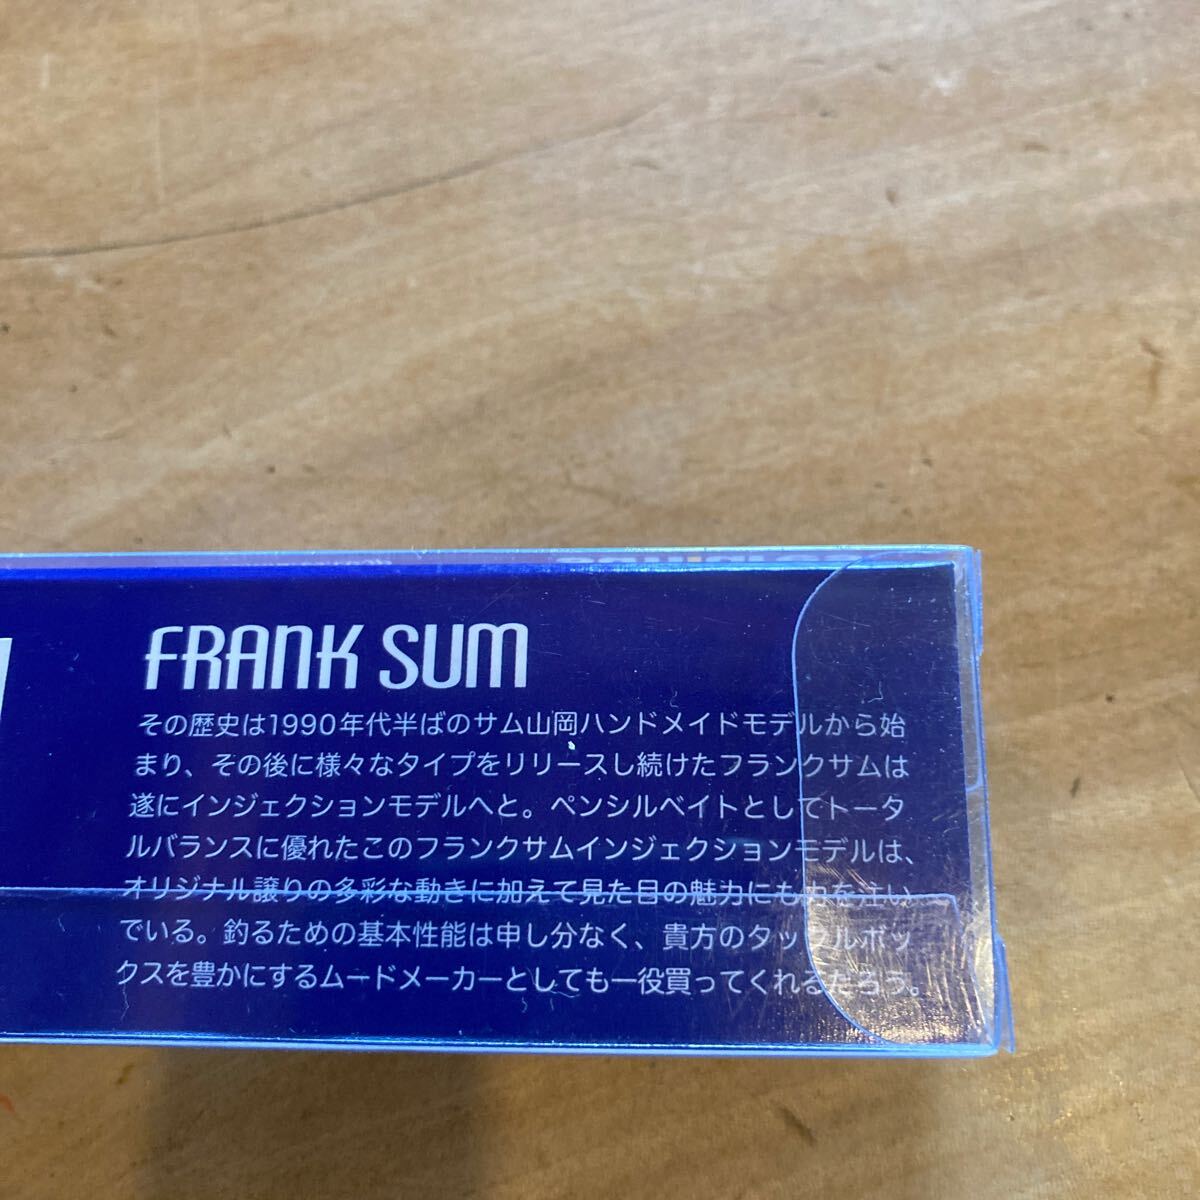 FRANK SUM
その歴史は1990年代半ばのサム山岡ハンドメイドモデルから始
まり、その後に様々なタイプをリリースし続けたフランクサムは
遂にインジェクションモデルへと。ペンシルベイトとしてトータ
ルバランスに優れたこのフランクサムインジェクションモデルは、
オリジナル譲りの多彩な動きに加えて見た目の魅力にも力を注い
でいる。釣るための基本性能は申し分なく、貴方のタックルボッ
クスを豊かにするムードメーカーとしても一役買ってくれるだろう。